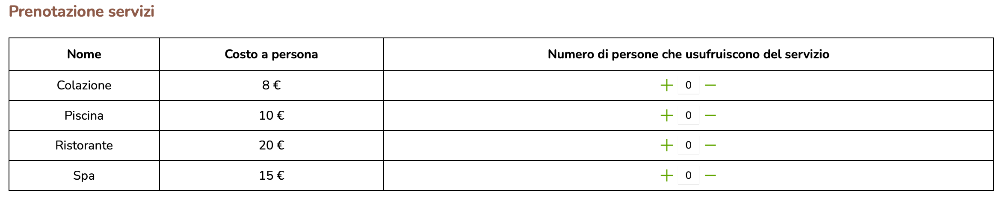 Prenotazione servizi
Nome Costo a persona Numero di persone che usufruiscono del servizio
Colazione 8 € + 0 −
Piscina 10 € + 0 −
Ristorante 20 € + 0 −
Spa 15 € + 0 −